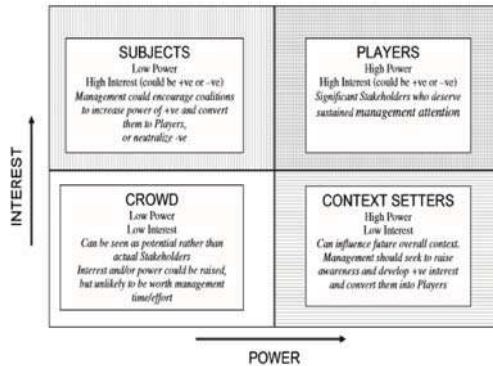 SUBJECTS
Low Power
High Interest (could be +ve or –ve)
Management could encourage coalitions
to increase power of +ve and convert
them to Players,
or neutralize -ve
PLAYERS
High Power
High Interest (could be +ve or –ve)
Significant Stakeholders who deserve
sustained management attention
INTEREST
CROWD
Low Power
Low Interest
Can be seen as potential rather than
actual Stakeholders
Interest and/or power could be raised,
but unlikely to be worth management
time/effort
CONTEXT SETTERS
High Power
Low Interest
Can influence future overall context.
Management should seek to raise
awareness and develop +ve interest
and convert them into Players
POWER